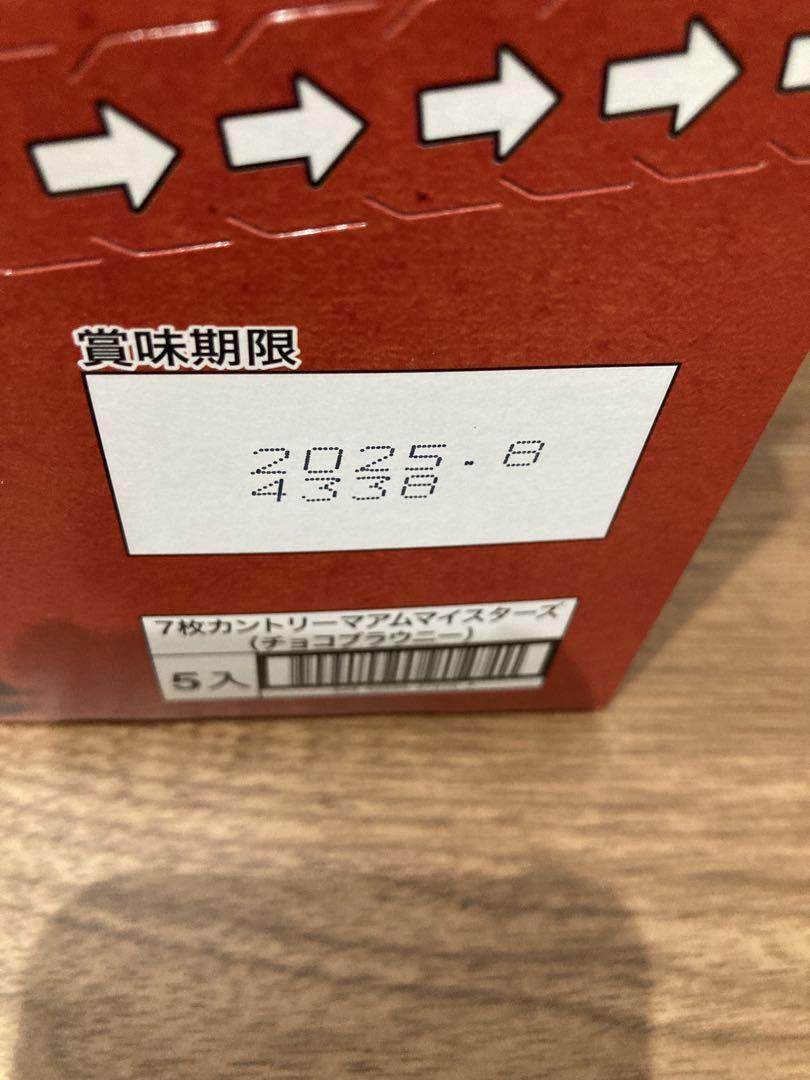 賞味期限
2025. 8
4338
7枚カントリーマアムマイスターズ
(チョコブラウニー)
5入